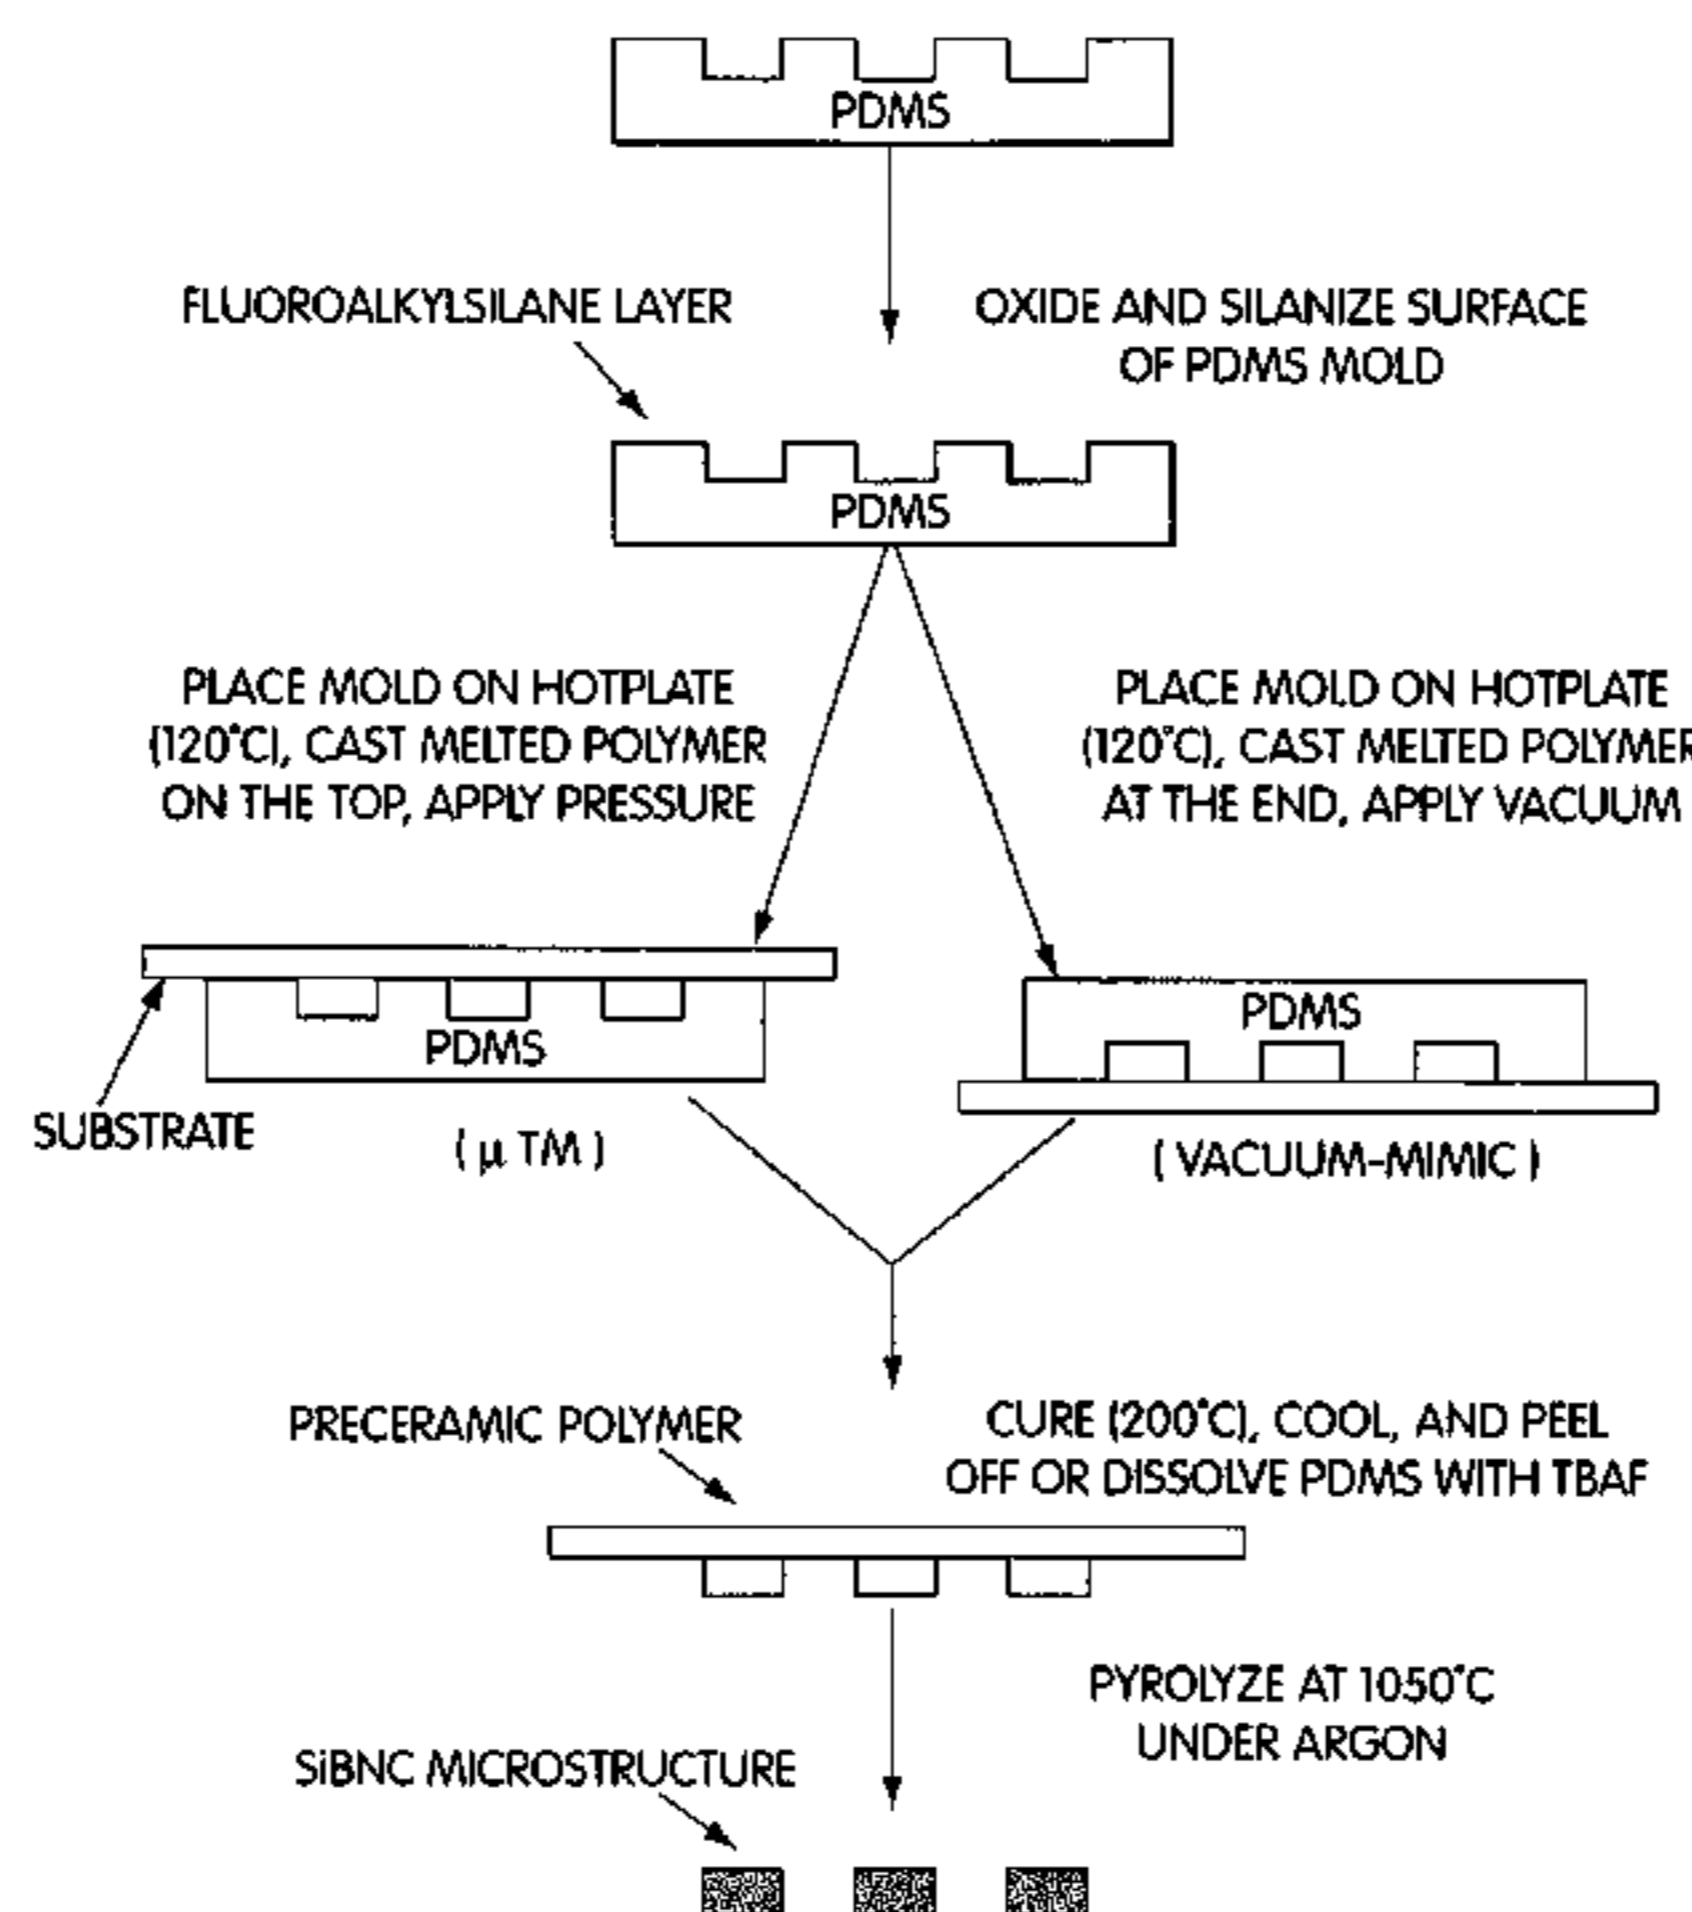 PDMS
FLUOROALKYLSILANE LAYER
OXIDE AND SILANIZE SURFACE
OF PDMS MOLD
PDMS
PLACE MOLD ON HOTPLATE
(120°C), CAST MELTED POLYMER
ON THE TOP, APPLY PRESSURE
PLACE MOLD ON HOTPLATE
(120°C), CAST MELTED POLYMER
AT THE END, APPLY VACUUM
PDMS
SUBSTRATE
( µ TM )
PDMS
( VACUUM-MIMIC )
PRECERAMIC POLYMER
CURE (200°C), COOL, AND PEEL
OFF OR DISSOLVE PDMS WITH TBAF
PYROLYZE AT 1050°C
UNDER ARGON
SiBNC MICROSTRUCTURE